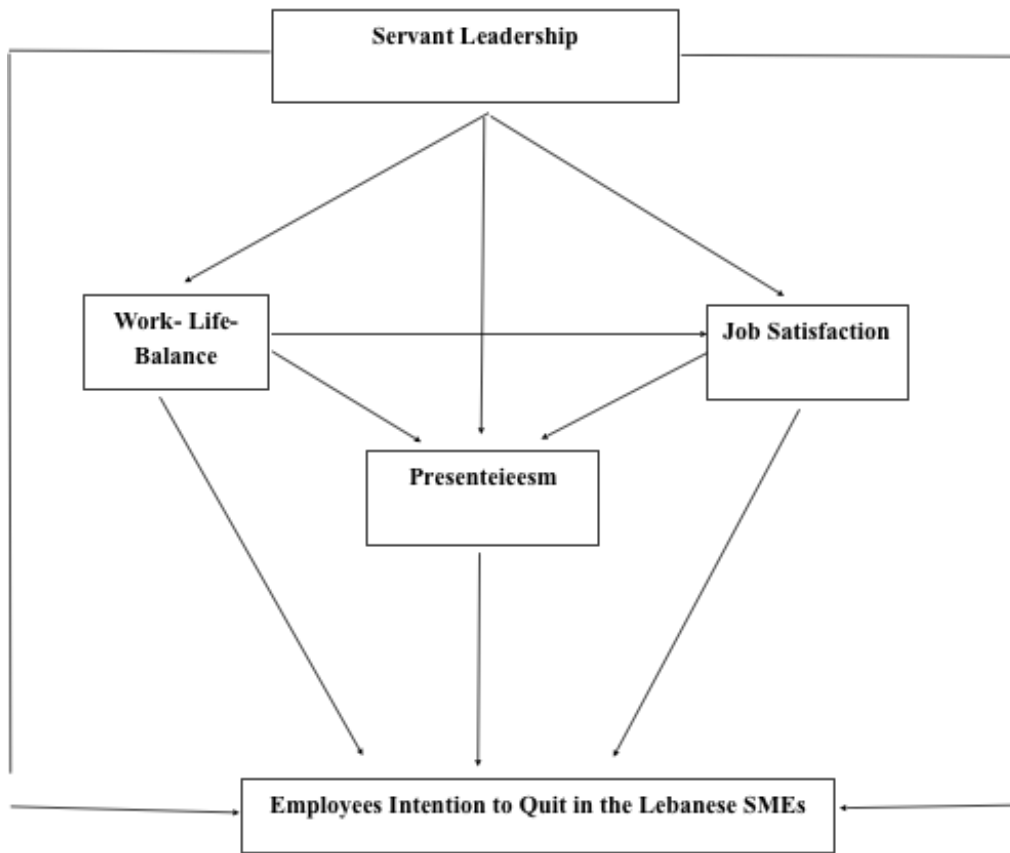 Servant Leadership
Work- Life-
Balance
Job Satisfaction
Presenteieesm
Employees Intention to Quit in the Lebanese SMEs